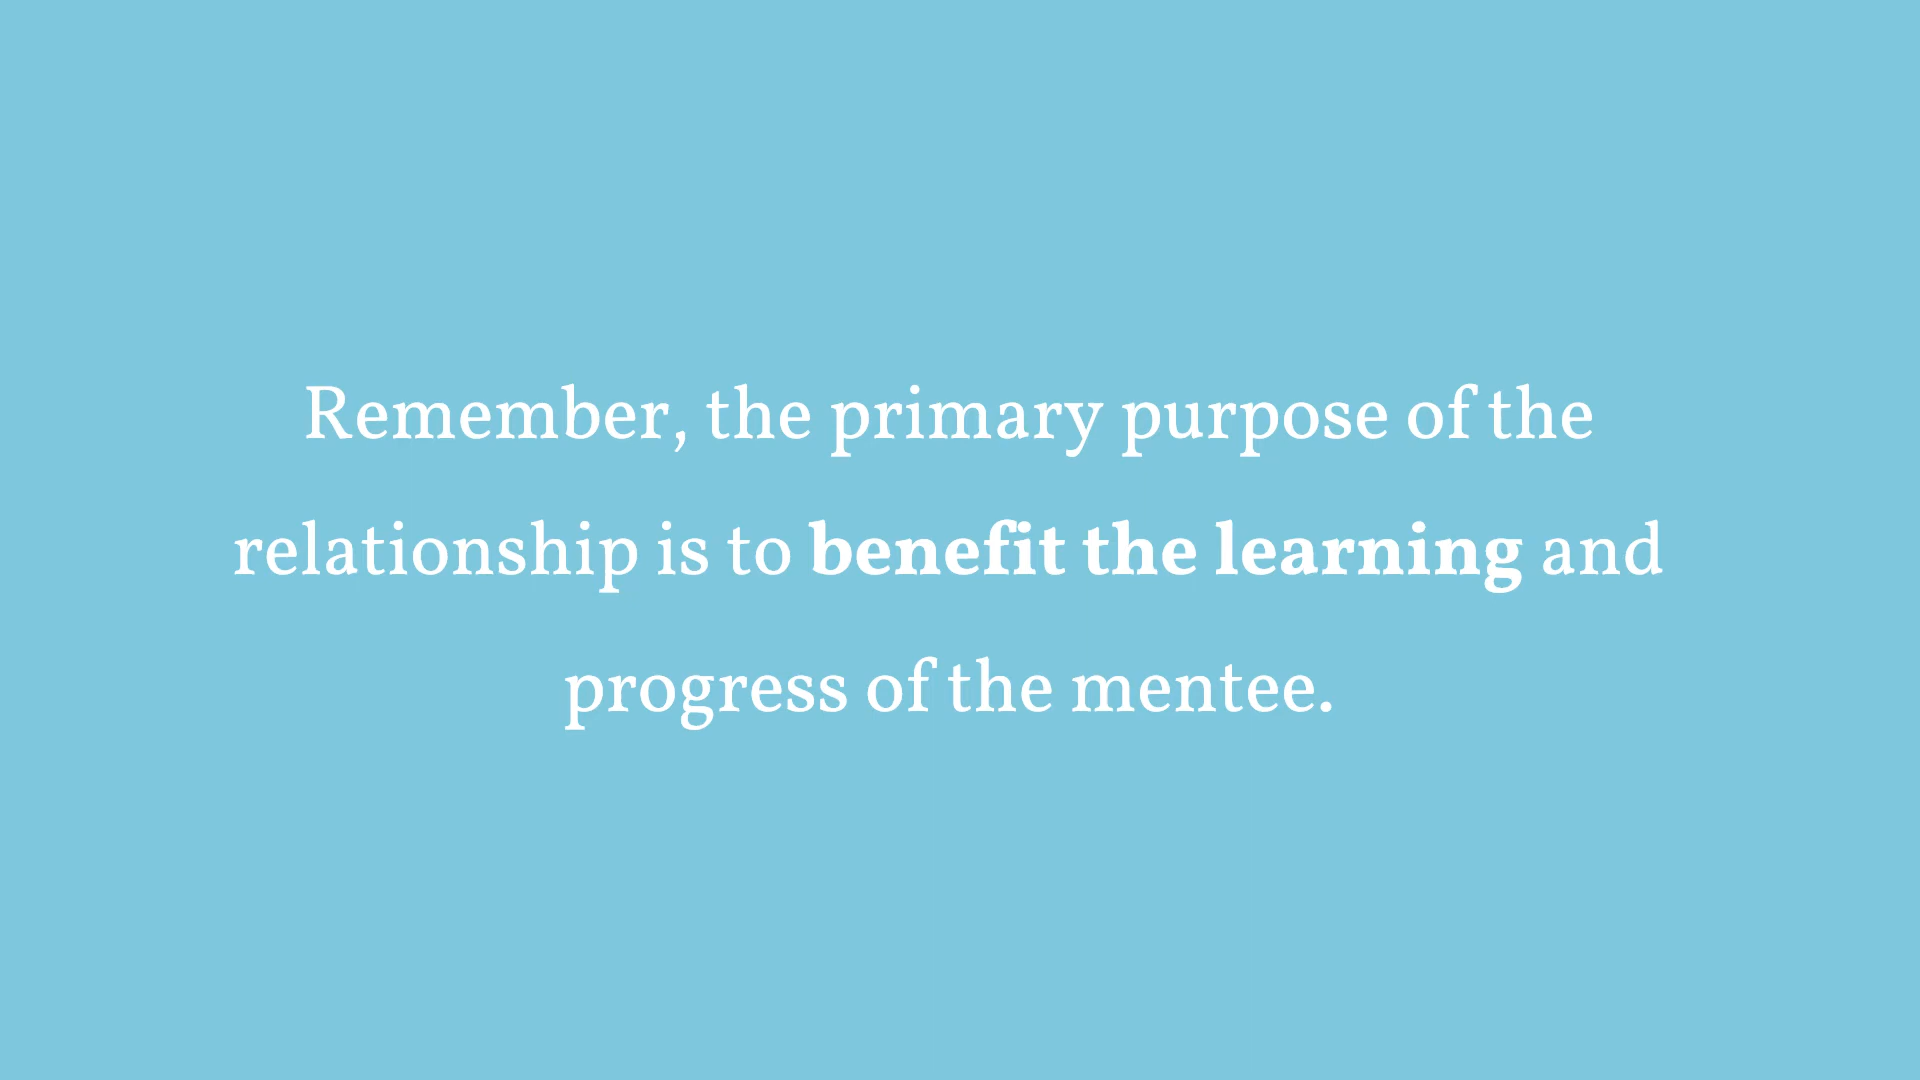 Remember, the primary purpose of the
relationship is to benefit the learning and
progress of the mentee.